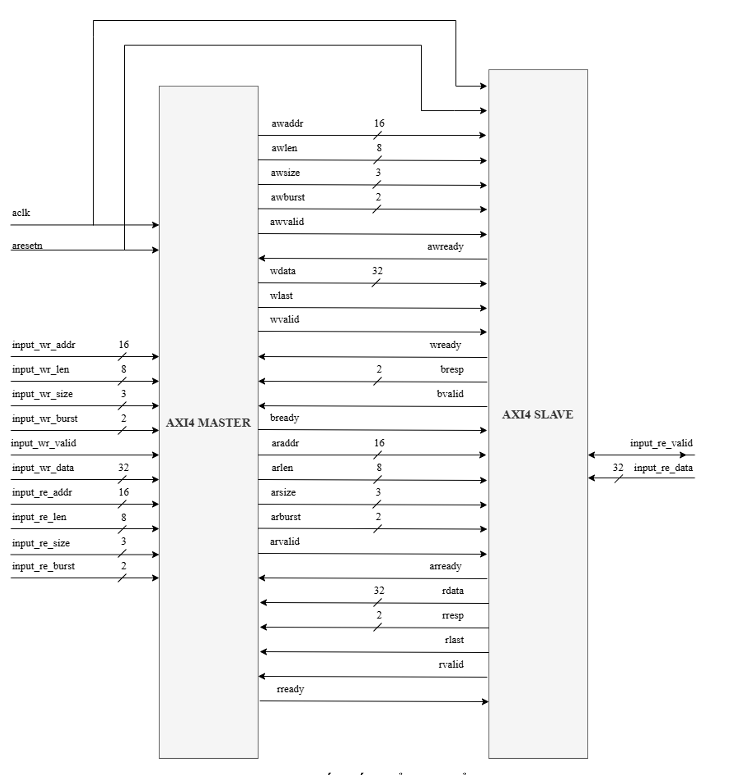 awaddr 16
awlen 8
awsize 3
awburst 2
aclk
awvalid
aresetn
awready
wdata 32
wlast
wvalid
input_wr_addr 16
wready
input_wr_len 8
2 bresp
input_wr_size 3
bvalid
input_wr_burst 2
bready
AXI4 MASTER
AXI4 SLAVE
input_wr_valid
araddr 16
input_re_valid
input_wr_data 32
arlen 8
32 input_re_data
input_re_addr 16
arsize 3
input_re_len 8
arburst 2
input_re_size 3
arvalid
input_re_burst 2
arready
32 rdata
2 rresp
rlast
rvalid
rready